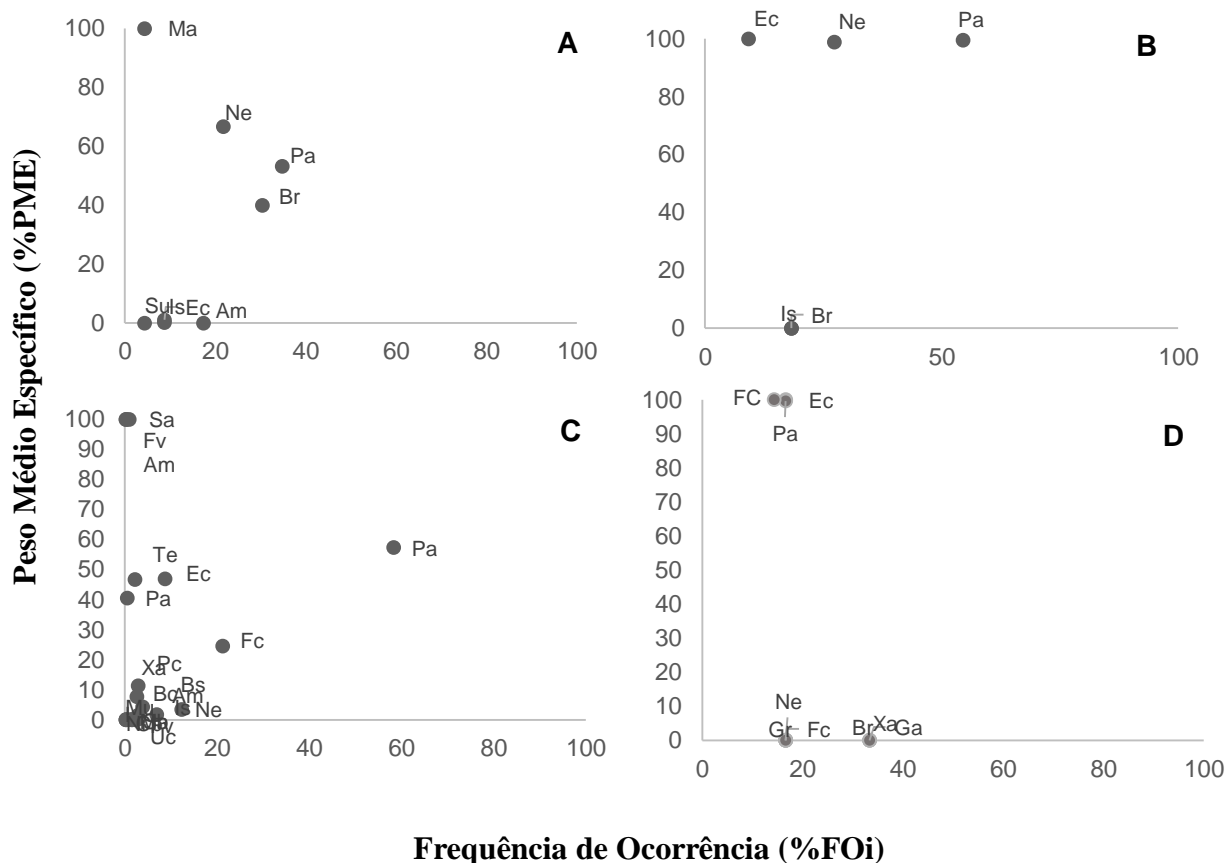 Peso Médio Específico (%PME)
A
100
80
60
40
20
0
0 20 40 60 80 100
Ma
Ne
Pa
Br
Su
Is
Ec
Am
B
100
80
60
40
20
0
0 50 100
Ec
Ne
Pa
Is
Br
C
100
90
80
70
60
50
40
30
20
10
0
0 20 40 60 80 100
Sa
Fv
Am
Te
Ec
Pa
Pa
Fc
Pc
Xa
Bs
Bc
Am
Is
Ne
Uc
D
100
90
80
70
60
50
40
30
20
10
0
0 20 40 60 80 100
FC
Ec
Pa
Ne
Gr
Fc
Br
Xa
Ga
Frequência de Ocorrência (%FOi)